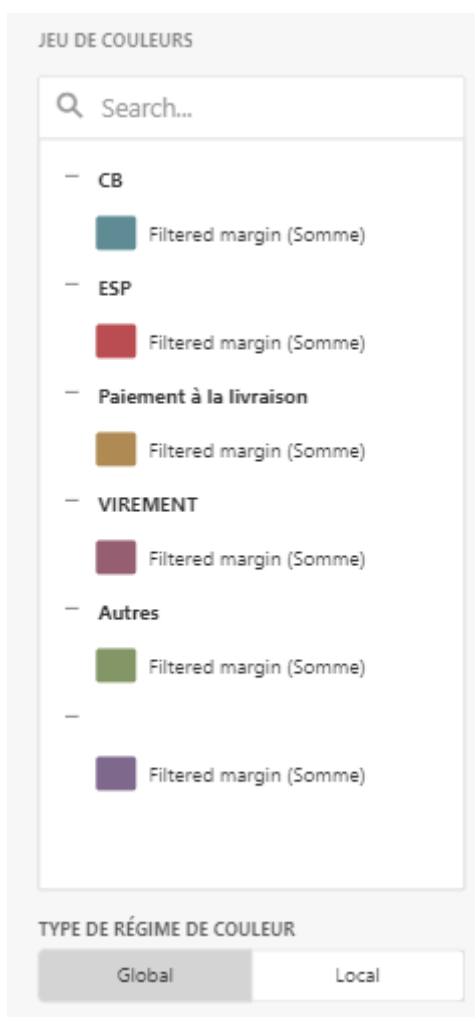 JEU DE COULEURS
Search...
CB
Filtered margin (Somme)
ESP
Filtered margin (Somme)
Paiement à la livraison
Filtered margin (Somme)
VIREMENT
Filtered margin (Somme)
Autres
Filtered margin (Somme)
Filtered margin (Somme)
TYPE DE RÉGIME DE COULEUR
Global Local